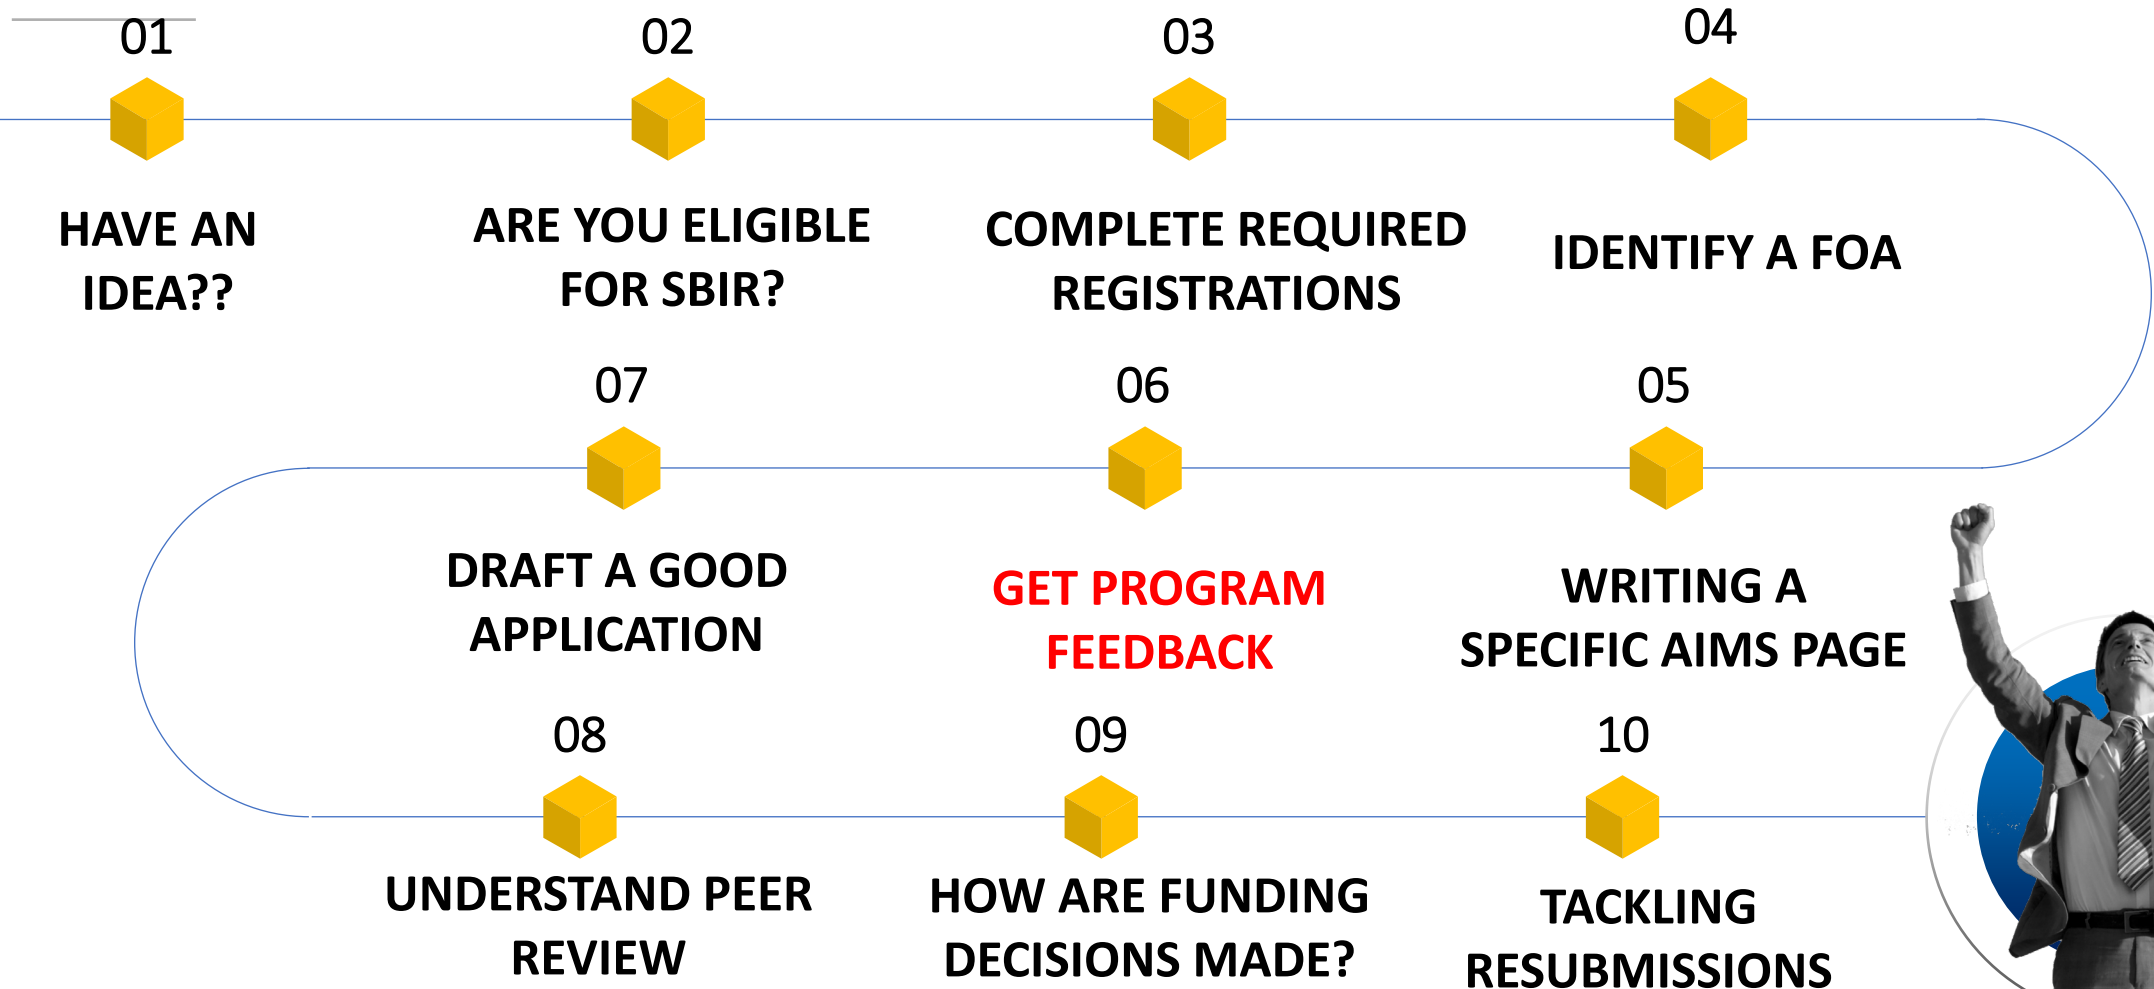 01
HAVE AN
IDEA??
02
ARE YOU ELIGIBLE
FOR SBIR?
03
COMPLETE REQUIRED
REGISTRATIONS
04
IDENTIFY A FOA
05
WRITING A
SPECIFIC AIMS PAGE
06
GET PROGRAM
FEEDBACK
07
DRAFT A GOOD
APPLICATION
08
UNDERSTAND PEER
REVIEW
09
HOW ARE FUNDING
DECISIONS MADE?
10
TACKLING
RESUBMISSIONS